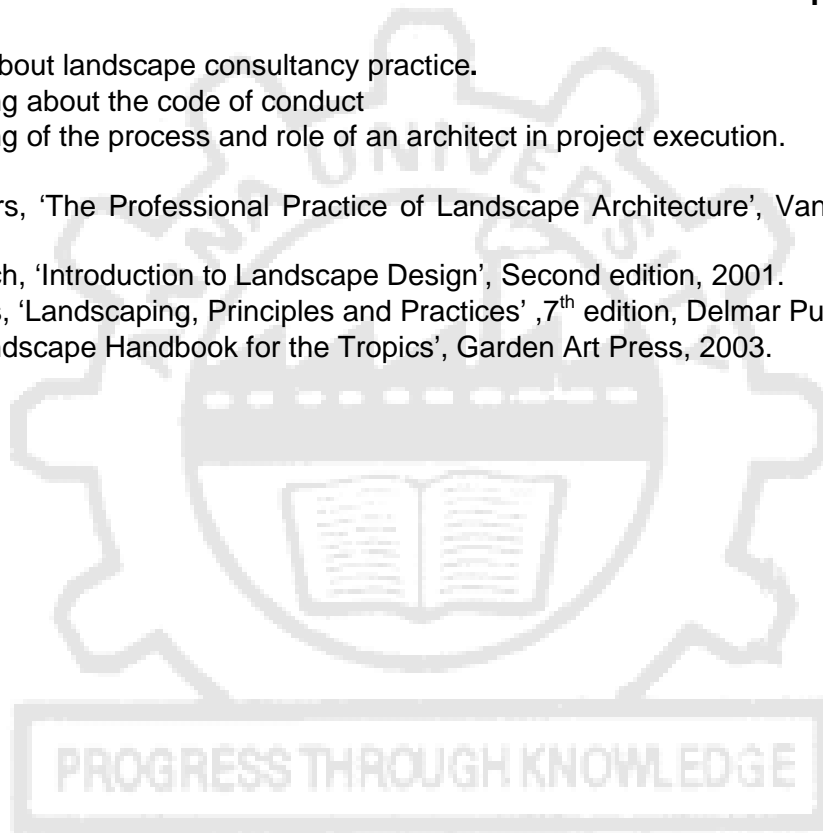 bout landscape consultancy practice.
g about the code of conduct
g of the process and role of an architect in project execution.
rs, ‘The Professional Practice of Landscape Architecture’, Van
ch, ‘Introduction to Landscape Design’, Second edition, 2001.
s, ‘Landscaping, Principles and Practices’ ,7th edition, Delmar Pu
ndscape Handbook for the Tropics’, Garden Art Press, 2003.
UNIVERSITY
PROGRESS THROUGH KNOWLEDGE